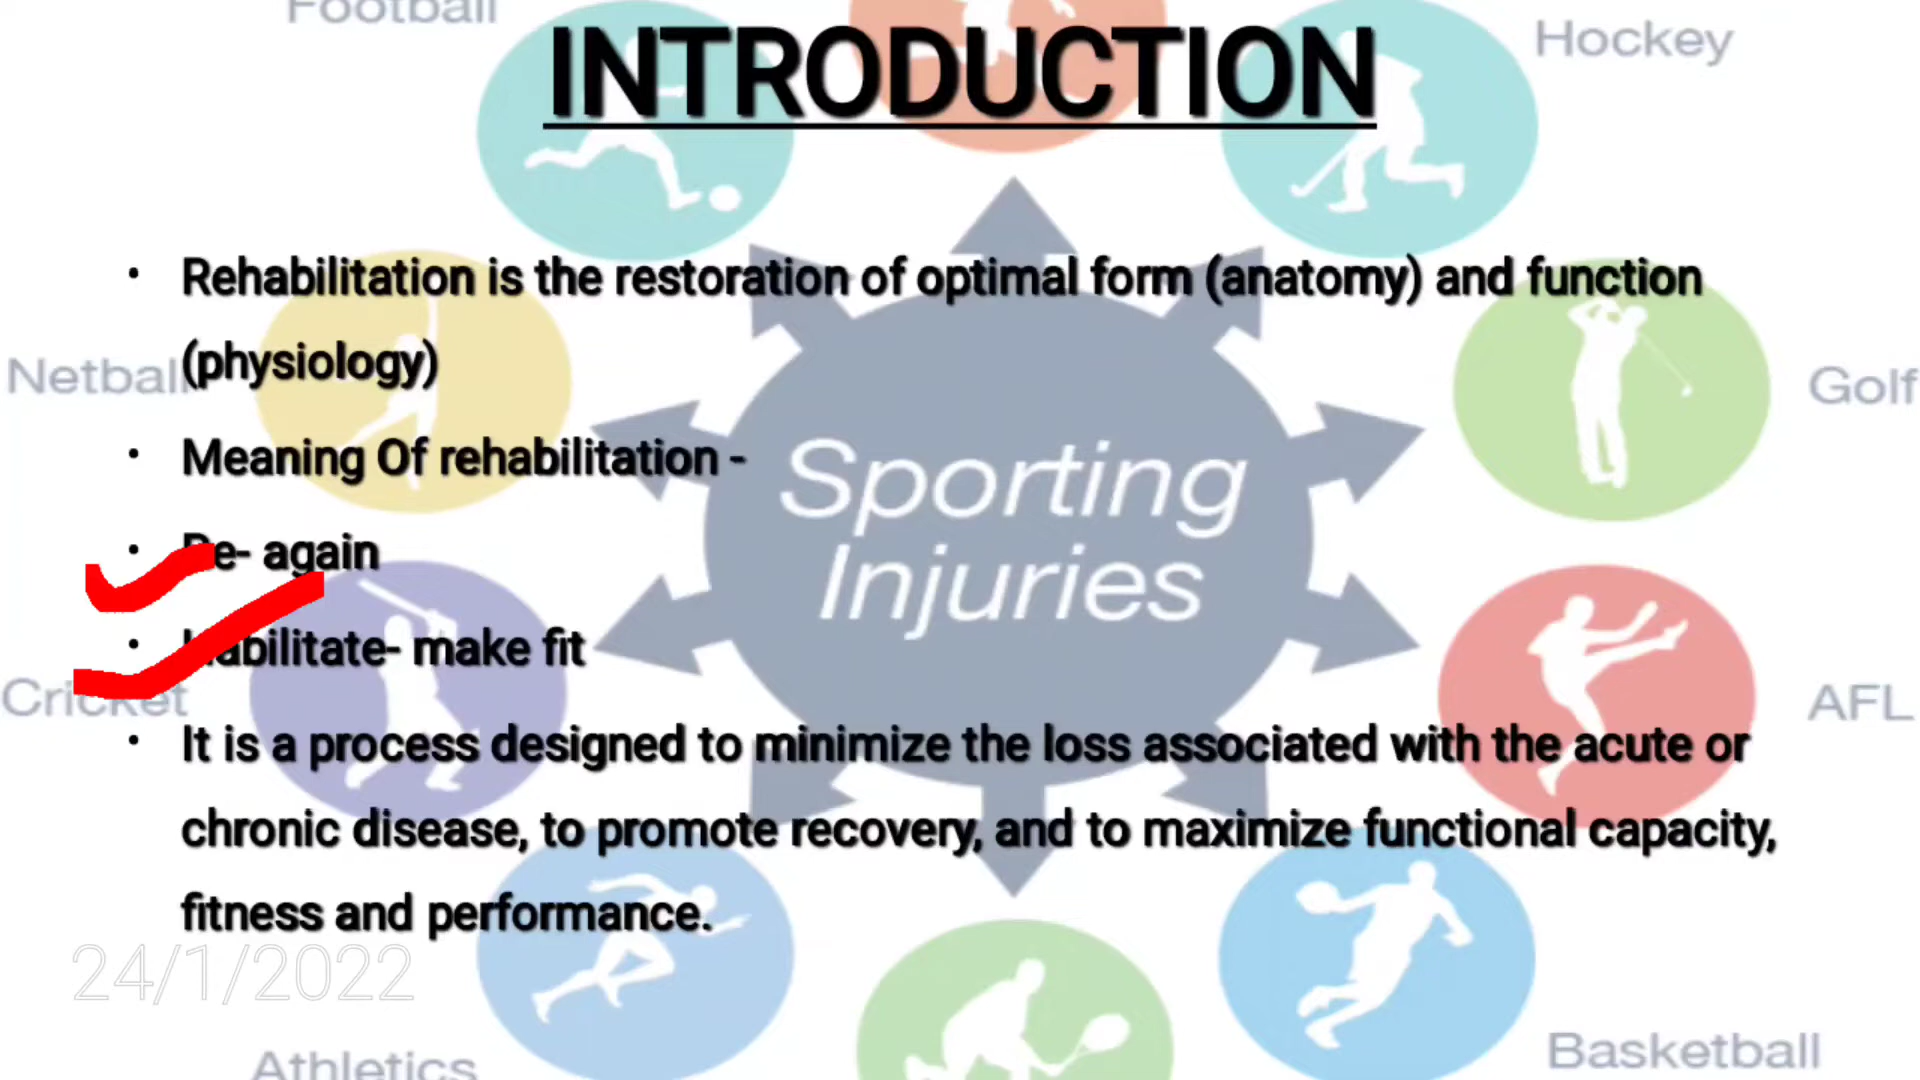 Football
INTRODUCTION
Hockey
• Rehabilitation is the restoration of optimal form (anatomy) and function
(physiology)
Netball
Golf
• Meaning Of rehabilitation -
Sporting
Injuries
• Re- again
• Habilitate- make fit
Cricket
AFL
• It is a process designed to minimize the loss associated with the acute or
chronic disease, to promote recovery, and to maximize functional capacity,
fitness and performance.
24/1/2022
Basketball
Athletics